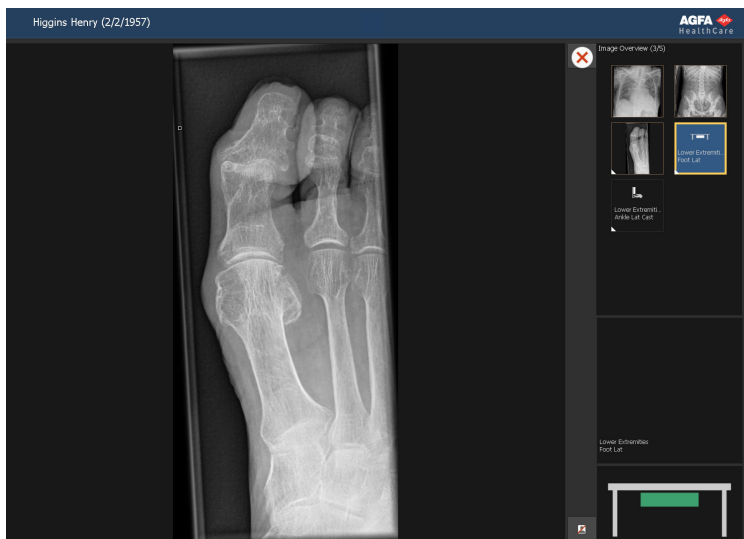 Higgins Henry (2/2/1957)
AGFA
HealthCare
Image Overview (3/5)
Lower Extremiti...
Foot Lat
Lower Extremiti...
Ankle Lat Cast
Lower Extremities
Foot Lat